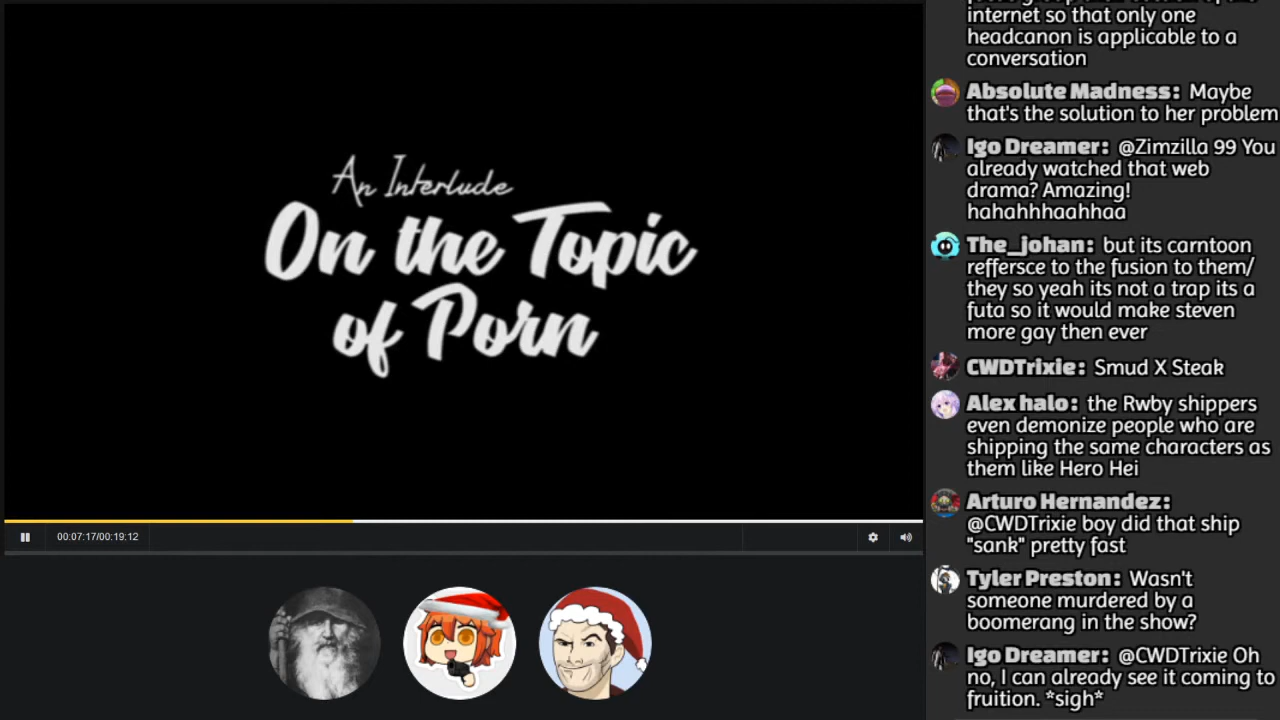 An Interlude
On the Topic
of Porn
00:07:17/00:19:12
internet so that only one
headcanon is applicable to a
conversation
Absolute Madness: Maybe
that's the solution to her problem
Igo Dreamer: @Zimzilla 99 You
already watched that web
drama? Amazing!
hahahhhaahhaa
The_johan: but its carntoon
reffersce to the fusion to them/
they so yeah its not a trap its a
futa so it would make steven
more gay then ever
CWDTrixie: Smud X Steak
Alex halo: the Rwby shippers
even demonize people who are
shipping the same characters as
them like Hero Hei
Arturo Hernandez:
@CWDTrixie boy did that ship
"sank" pretty fast
Tyler Preston: Wasn't
someone murdered by a
boomerang in the show?
Igo Dreamer: @CWDTrixie Oh
no, I can already see it coming to
fruition. *sigh*